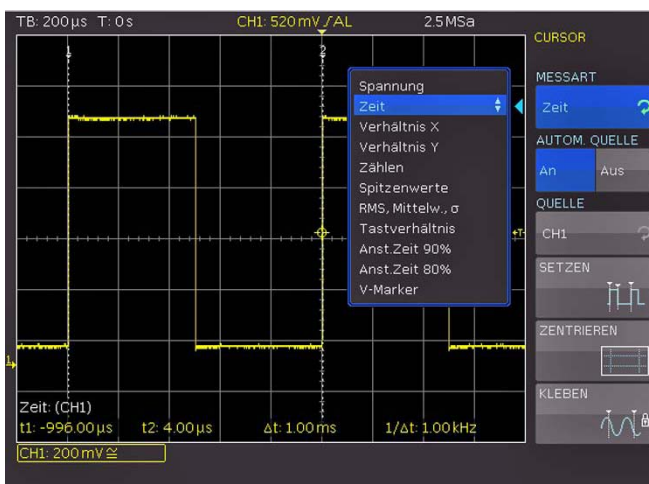 TB: 200µs T: 0s CH1: 520mV / AL 2.5MSa
CURSOR
1 2
MESSART
Zeit
AUTOM. QUELLE
An Aus
QUELLE
CH1
SETZEN
ZENTRIEREN
KLEBEN
Spannung
Zeit
Verhältnis X
Verhältnis Y
Zählen
Spitzenwerte
RMS, Mittelw., σ
Tastverhältnis
Anst.Zeit 90%
Anst.Zeit 80%
V-Marker
T
1
Zeit: (CH1)
t1: -996.00µs t2: 4.00µs Δt: 1.00ms 1/Δt: 1.00kHz
CH1: 200mV≅